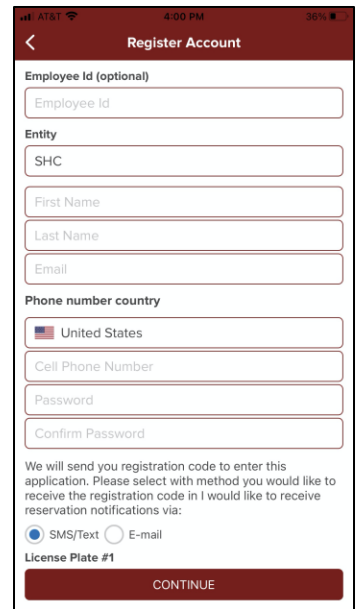 AT&T 4:00 PM 36%
Register Account
Employee Id (optional)
Employee Id
Entity
SHC
First Name
Last Name
Email
Phone number country
United States
Cell Phone Number
Password
Confirm Password
We will send you registration code to enter this
application. Please select with method you would like to
receive the registration code in I would like to receive
reservation notifications via:
SMS/Text E-mail
License Plate #1
CONTINUE